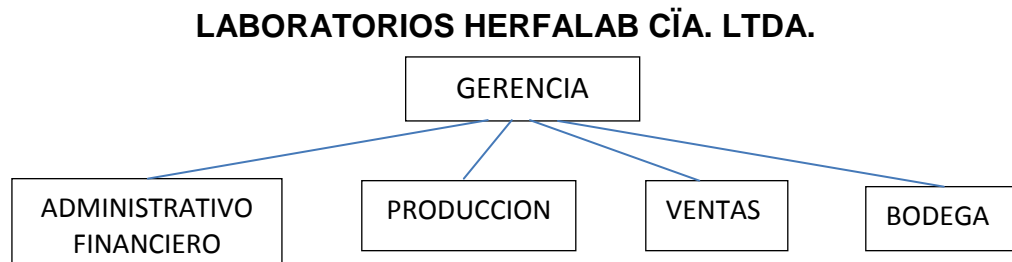 LABORATORIOS HERFALAB CÏA. LTDA.
GERENCIA
ADMINISTRATIVO
FINANCIERO
PRODUCCION
VENTAS
BODEGA